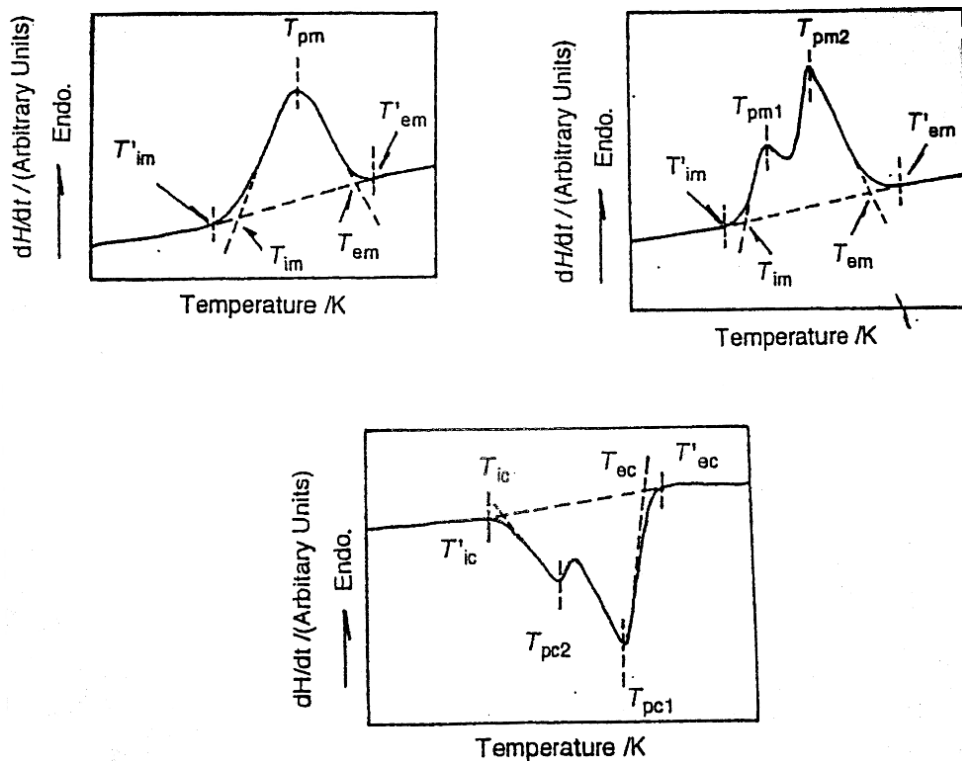 dH/dt / (Arbitrary Units)
Endo.
T'im
Tpm
T'em
Tim
Tem
Temperature /K
dH/dt / (Arbitrary Units)
Endo.
T'im
Tpm1
Tpm2
T'em
Tim
Tem
Temperature /K
dH/dt /(Arbitary Units)
Endo.
Tic
T'ic
Tec
T'ec
Tpc2
Tpc1
Temperature /K